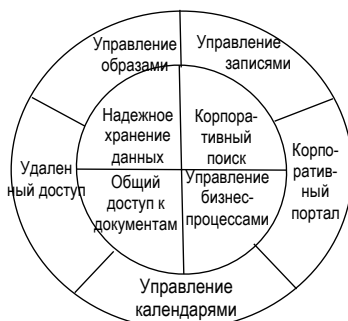 Управление
образами
Управление
записями
Надежное
хранение
данных
Корпора-
тивный
поиск
Удален
ный доступ
Общий
доступ к
документам
Управление
бизнес-
процессами
Корпо-
ратив-
ный
портал
Управление
календарями